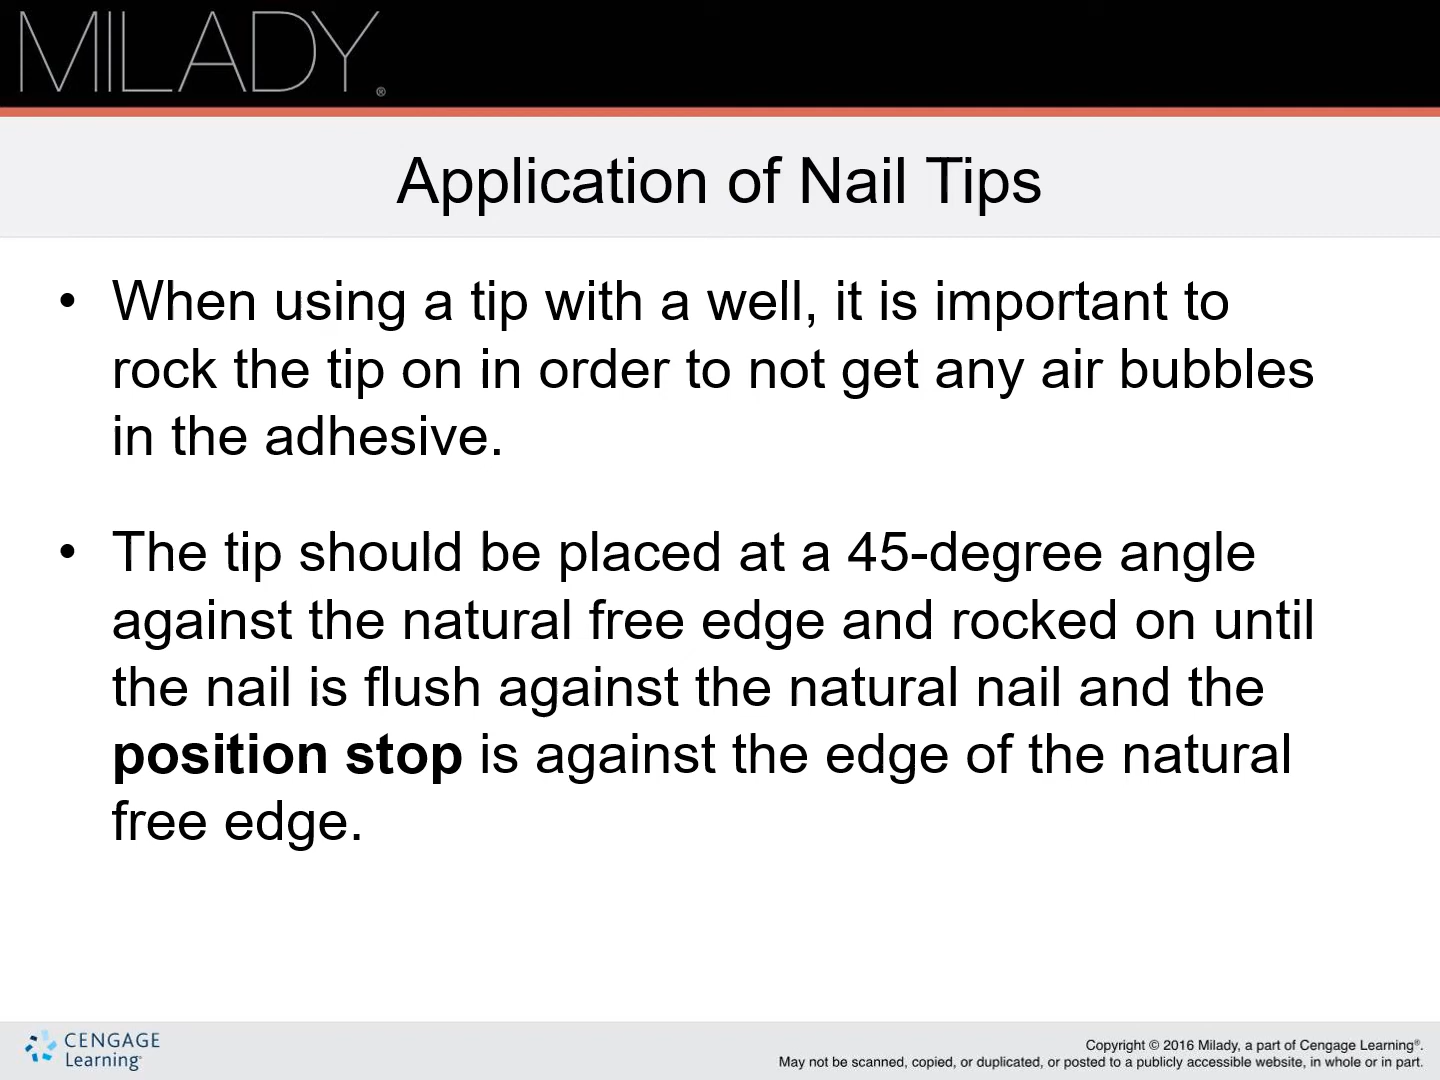 MILADY®
Application of Nail Tips
• When using a tip with a well, it is important to
rock the tip on in order to not get any air bubbles
in the adhesive.
• The tip should be placed at a 45-degree angle
against the natural free edge and rocked on until
the nail is flush against the natural nail and the
position stop is against the edge of the natural
free edge.
CENGAGE
Learning
Copyright © 2016 Milady, a part of Cengage Learning®.
May not be scanned, copied, or duplicated, or posted to a publicly accessible website, in whole or in part.